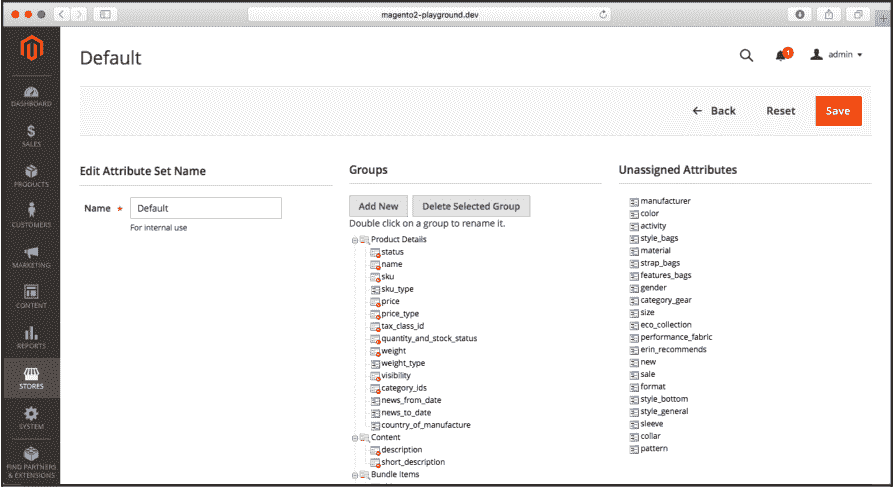 magento2-playground.dev
Default
1
admin
Back
Reset
Save
DASHBOARD
$
SALES
PRODUCTS
CUSTOMERS
MARKETING
CONTENT
REPORTS
STORES
SYSTEM
FIND PARTNERS
& EXTENSIONS
Edit Attribute Set Name
Name *
Default
For internal use
Groups
Add New
Delete Selected Group
Double click on a group to rename it.
Product Details
status
name
sku
sku_type
price
price_type
tax_class_id
quantity_and_stock_status
weight
weight_type
visibility
category_ids
news_from_date
news_to_date
country_of_manufacture
Content
description
short_description
Bundle Items
Unassigned Attributes
manufacturer
color
activity
style_bags
material
strap_bags
features_bags
gender
category_gear
size
eco_collection
performance_fabric
erin_recommends
new
sale
format
style_bottom
style_general
sleeve
collar
pattern